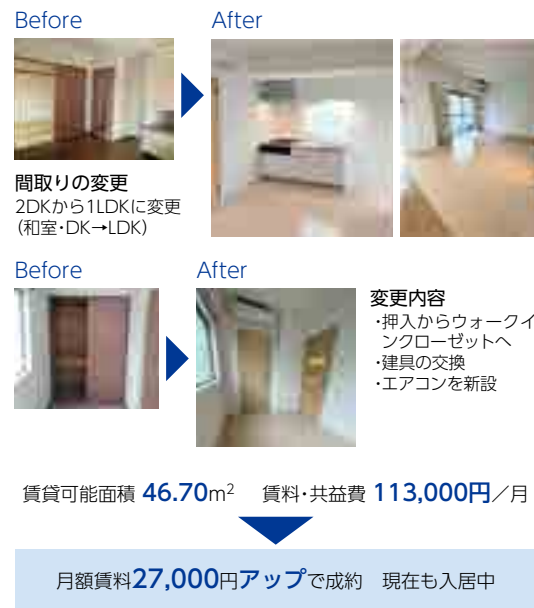 Before
After
間取りの変更
2DKから1LDKに変更
(和室・DK→LDK)
Before
After
変更内容
・押入からウォークイ
ンクローゼットへ
・建具の交換
・エアコンを新設
賃貸可能面積 46.70m² 賃料・共益費 113,000円／月
月額賃料27,000円アップで成約 現在も入居中